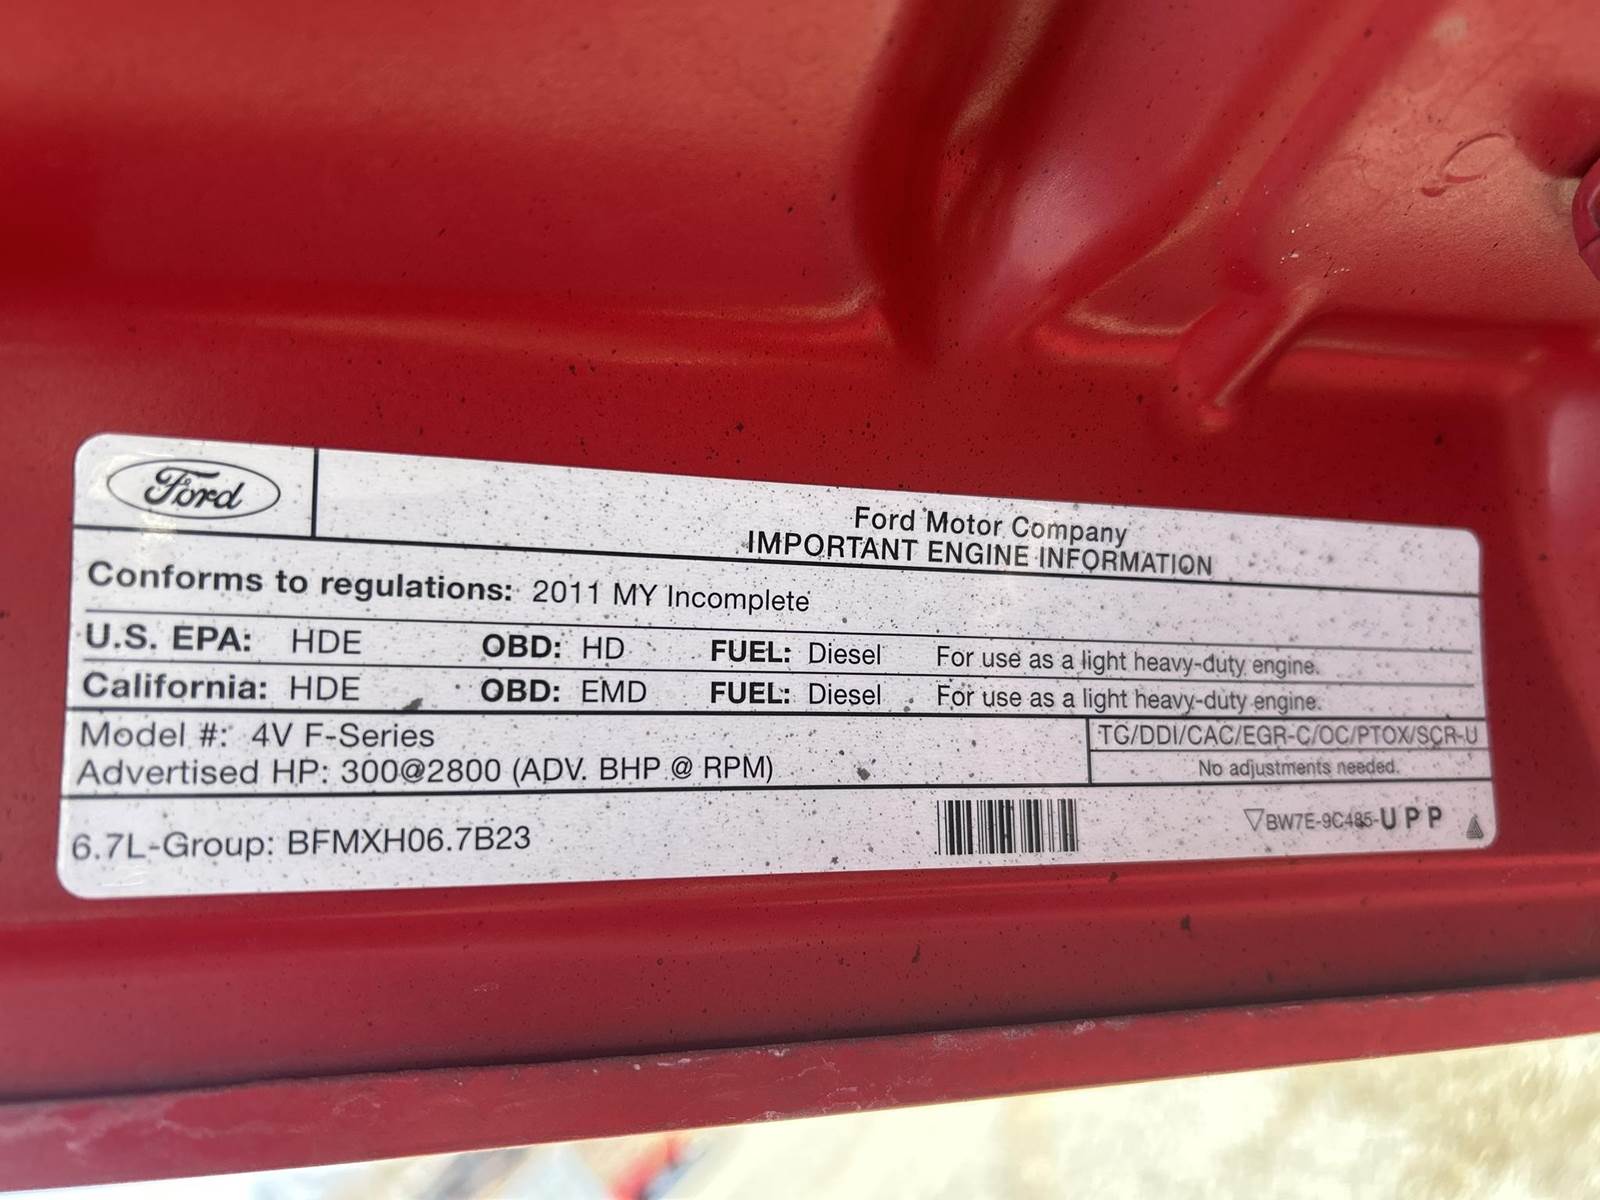 Ford
Ford Motor Company
IMPORTANT ENGINE INFORMATION
Conforms to regulations: 2011 MY Incomplete
U.S. EPA: HDE OBD: HD FUEL: Diesel For use as a light heavy-duty engine.
California: HDE OBD: EMD FUEL: Diesel For use as a light heavy-duty engine.
Model #: 4V F-Series
Advertised HP: 300@2800 (ADV. BHP @ RPM)
TG/DDI/CAC/EGR-C/OC/PTOX/SCR-U
No adjustments needed.
6.7L-Group: BFMXH06.7B23
BW7E-9C485-UPP